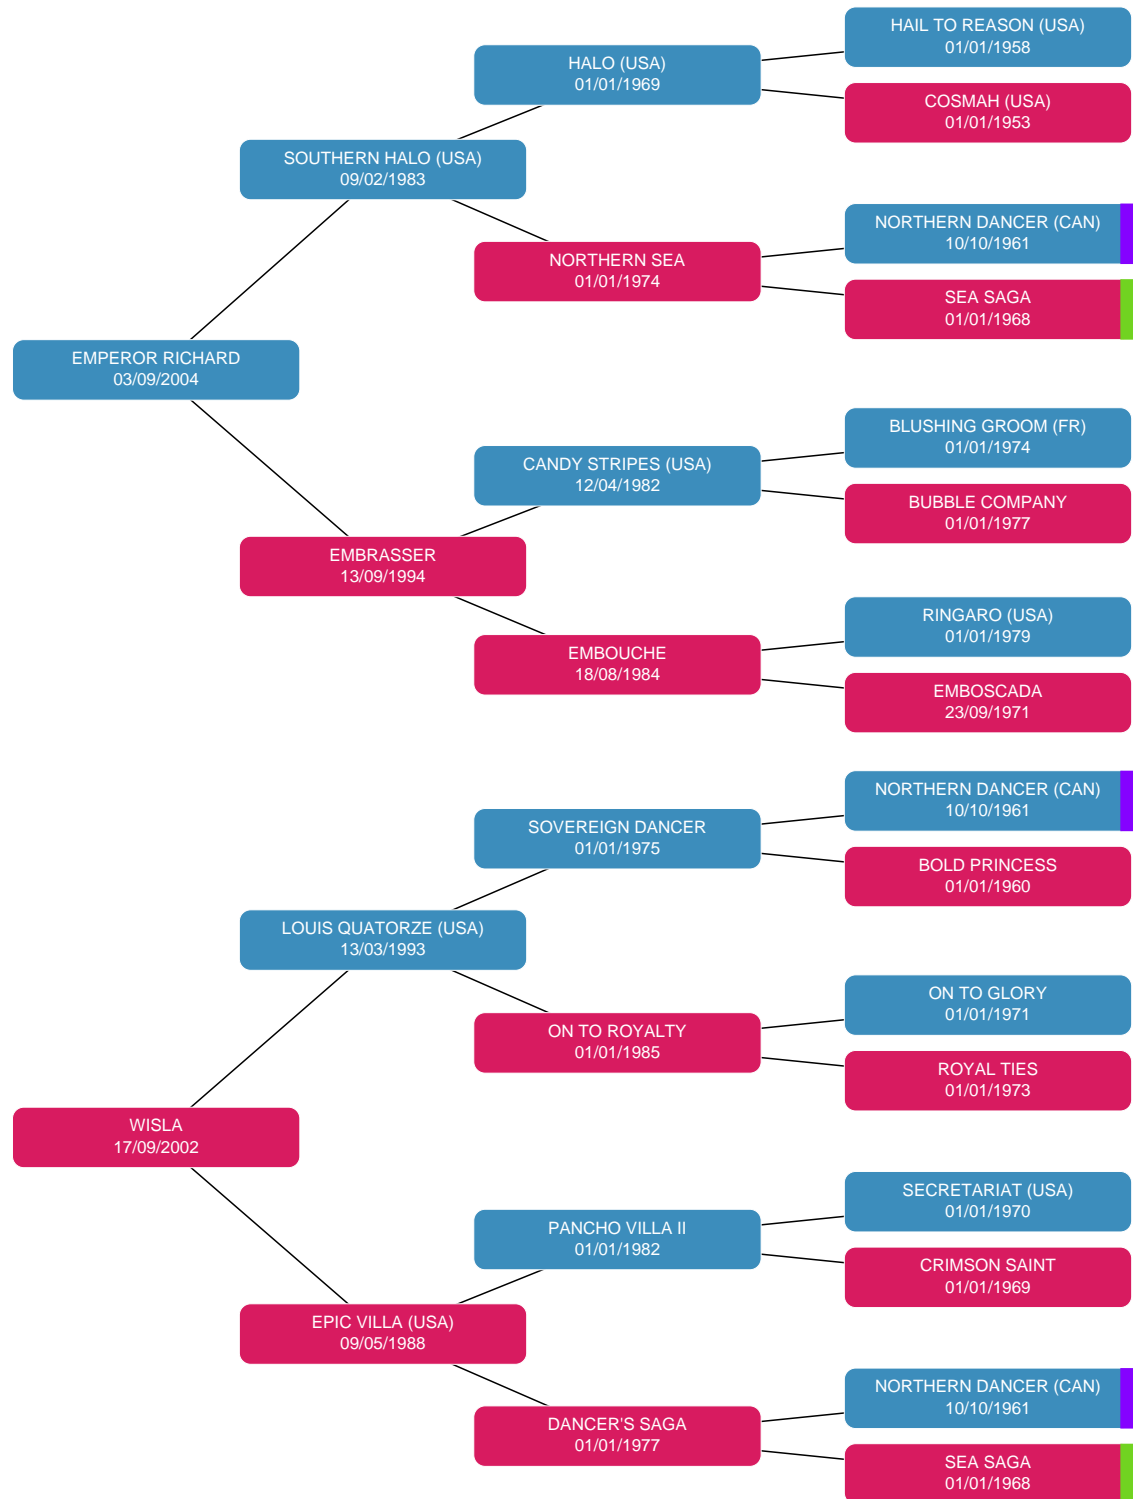 HAIL TO REASON (USA)
01/01/1958
HALO (USA)
01/01/1969
COSMAH (USA)
01/01/1953
SOUTHERN HALO (USA)
09/02/1983
NORTHERN DANCER (CAN)
10/10/1961
NORTHERN SEA
01/01/1974
SEA SAGA
01/01/1968
EMPEROR RICHARD
03/09/2004
BLUSHING GROOM (FR)
01/01/1974
CANDY STRIPES (USA)
12/04/1982
BUBBLE COMPANY
01/01/1977
EMBRASSER
13/09/1994
RINGARO (USA)
01/01/1979
EMBOUCHE
18/08/1984
EMBOSCADA
23/09/1971
NORTHERN DANCER (CAN)
10/10/1961
SOVEREIGN DANCER
01/01/1975
BOLD PRINCESS
01/01/1960
LOUIS QUATORZE (USA)
13/03/1993
ON TO GLORY
01/01/1971
ON TO ROYALTY
01/01/1985
ROYAL TIES
01/01/1973
WISLA
17/09/2002
SECRETARIAT (USA)
01/01/1970
PANCHO VILLA II
01/01/1982
CRIMSON SAINT
01/01/1969
EPIC VILLA (USA)
09/05/1988
NORTHERN DANCER (CAN)
10/10/1961
DANCER'S SAGA
01/01/1977
SEA SAGA
01/01/1968